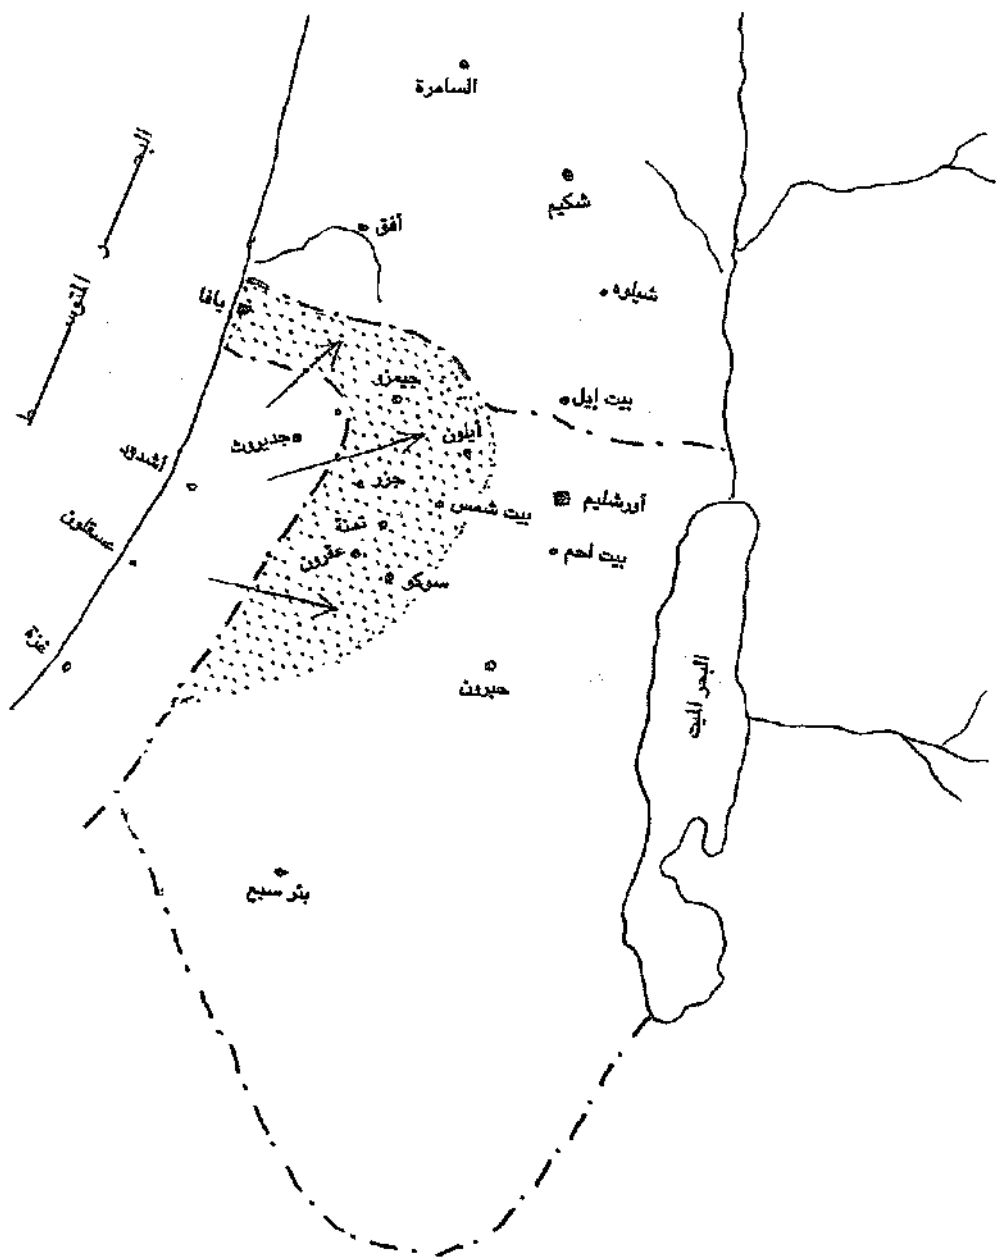 السامرة
شكيم
أفق
شيلوه
البحر المتوسط
يافا
جيمزو
بيت إيل
أيلون
جديروت
أشدود
جزر
أورشليم
بيت شمس
عسقلون
تمنة
عقرون
بيت لحم
سوكو
غزة
حبرون
البحر الميت
بئر سبع